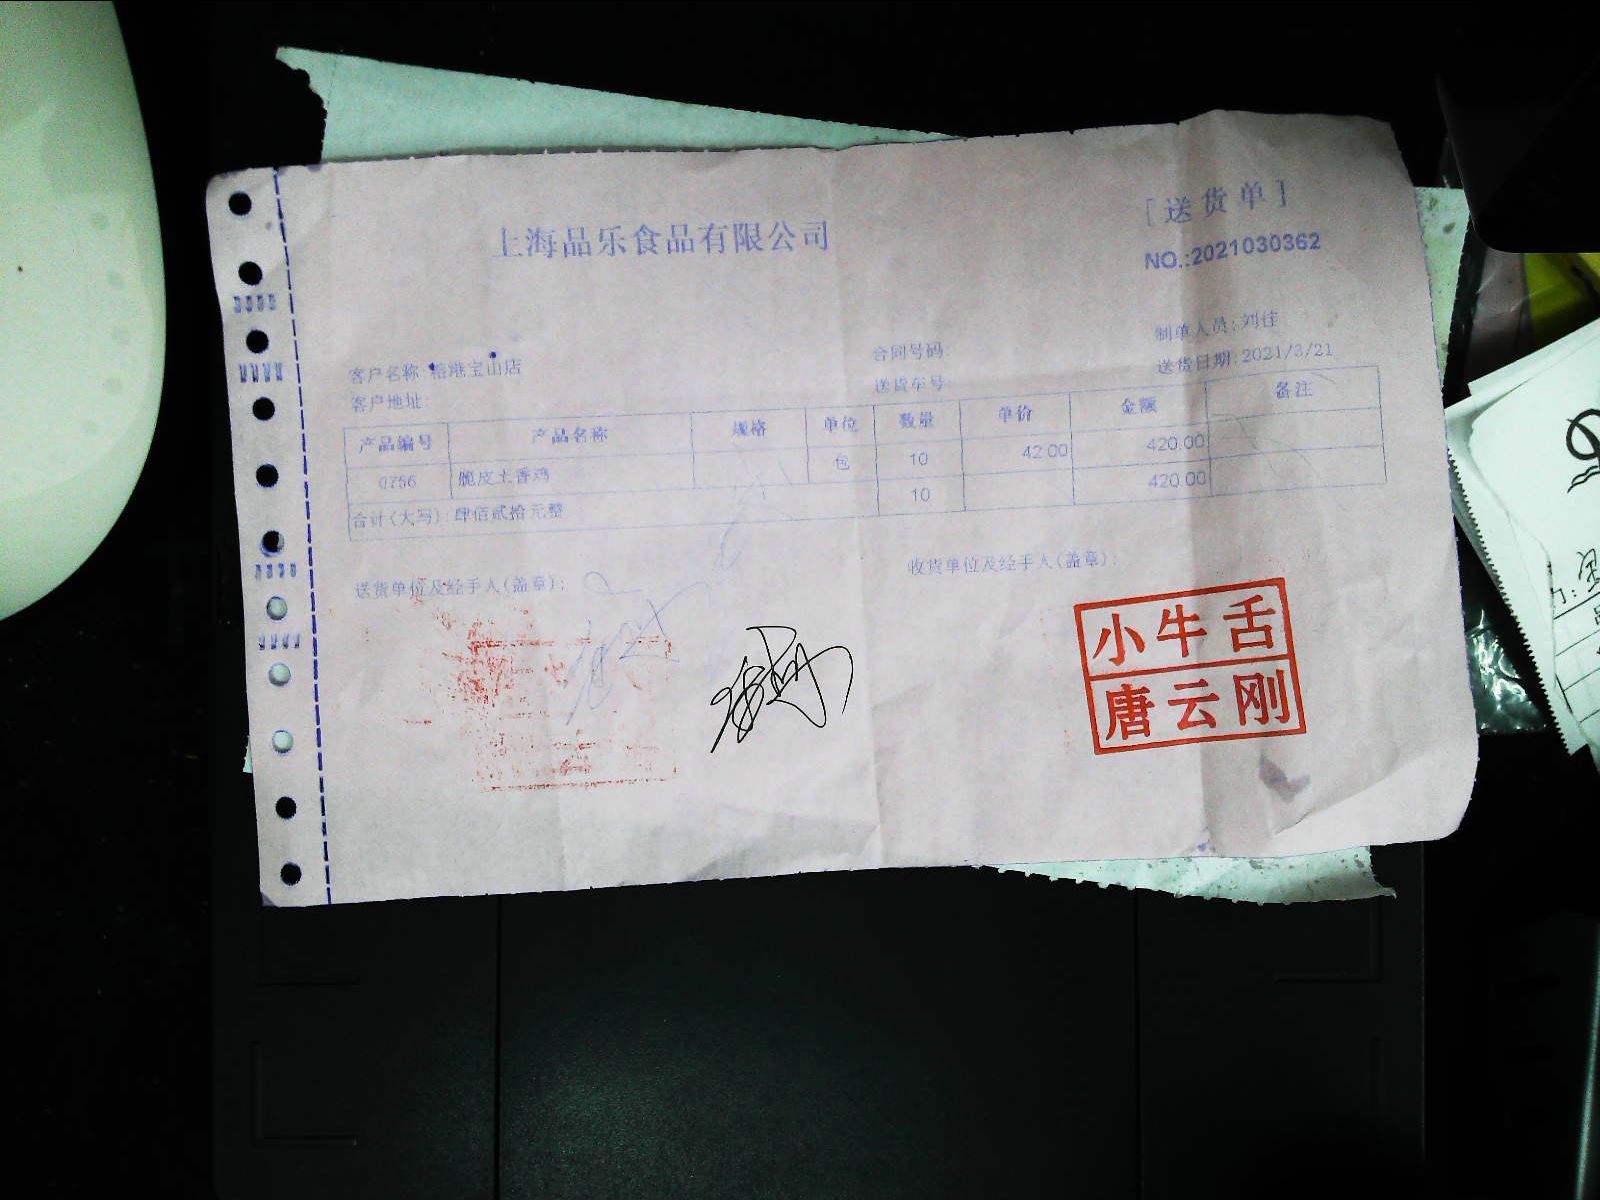 上海品乐食品有限公司
[送货单]
NO.:2021030362
制单人员:刘佳
客户名称:榕港宝山店
合同号码:
送货日期:2021/3/21
客户地址:
送货车号:
产品编号 产品名称 规格 单位 数量 单价 金额 备注
0756 脆皮土香鸡 包 10 42.00 420.00
合计(大写):肆佰贰拾元整 10 420.00
送货单位及经手人(盖章):
收货单位及经手人(盖章):
小牛舌
唐云刚